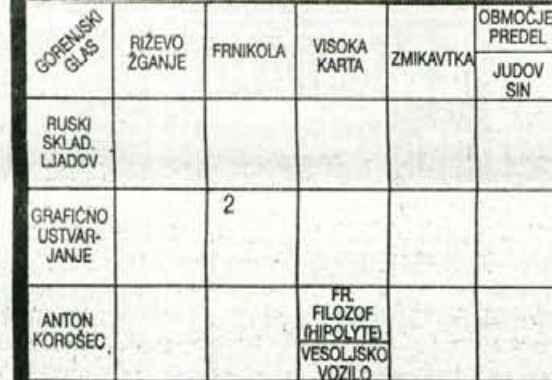 GORENJSKI
GLAS
RIŽEVO
ŽGANJE
FRNIKOLA
VISOKA
KARTA
ZMIKAVTKA
OBMOČJE
PREDEL
JUDOV
SIN
RUSKI
SKLAD.
LJADOV
GRAFIČNO
USTVAR-
JANJE
2
ANTON
KOROŠEC
FR.
FILOZOF
(HIPOLYTE)
VESOLJSKO
VOZILO